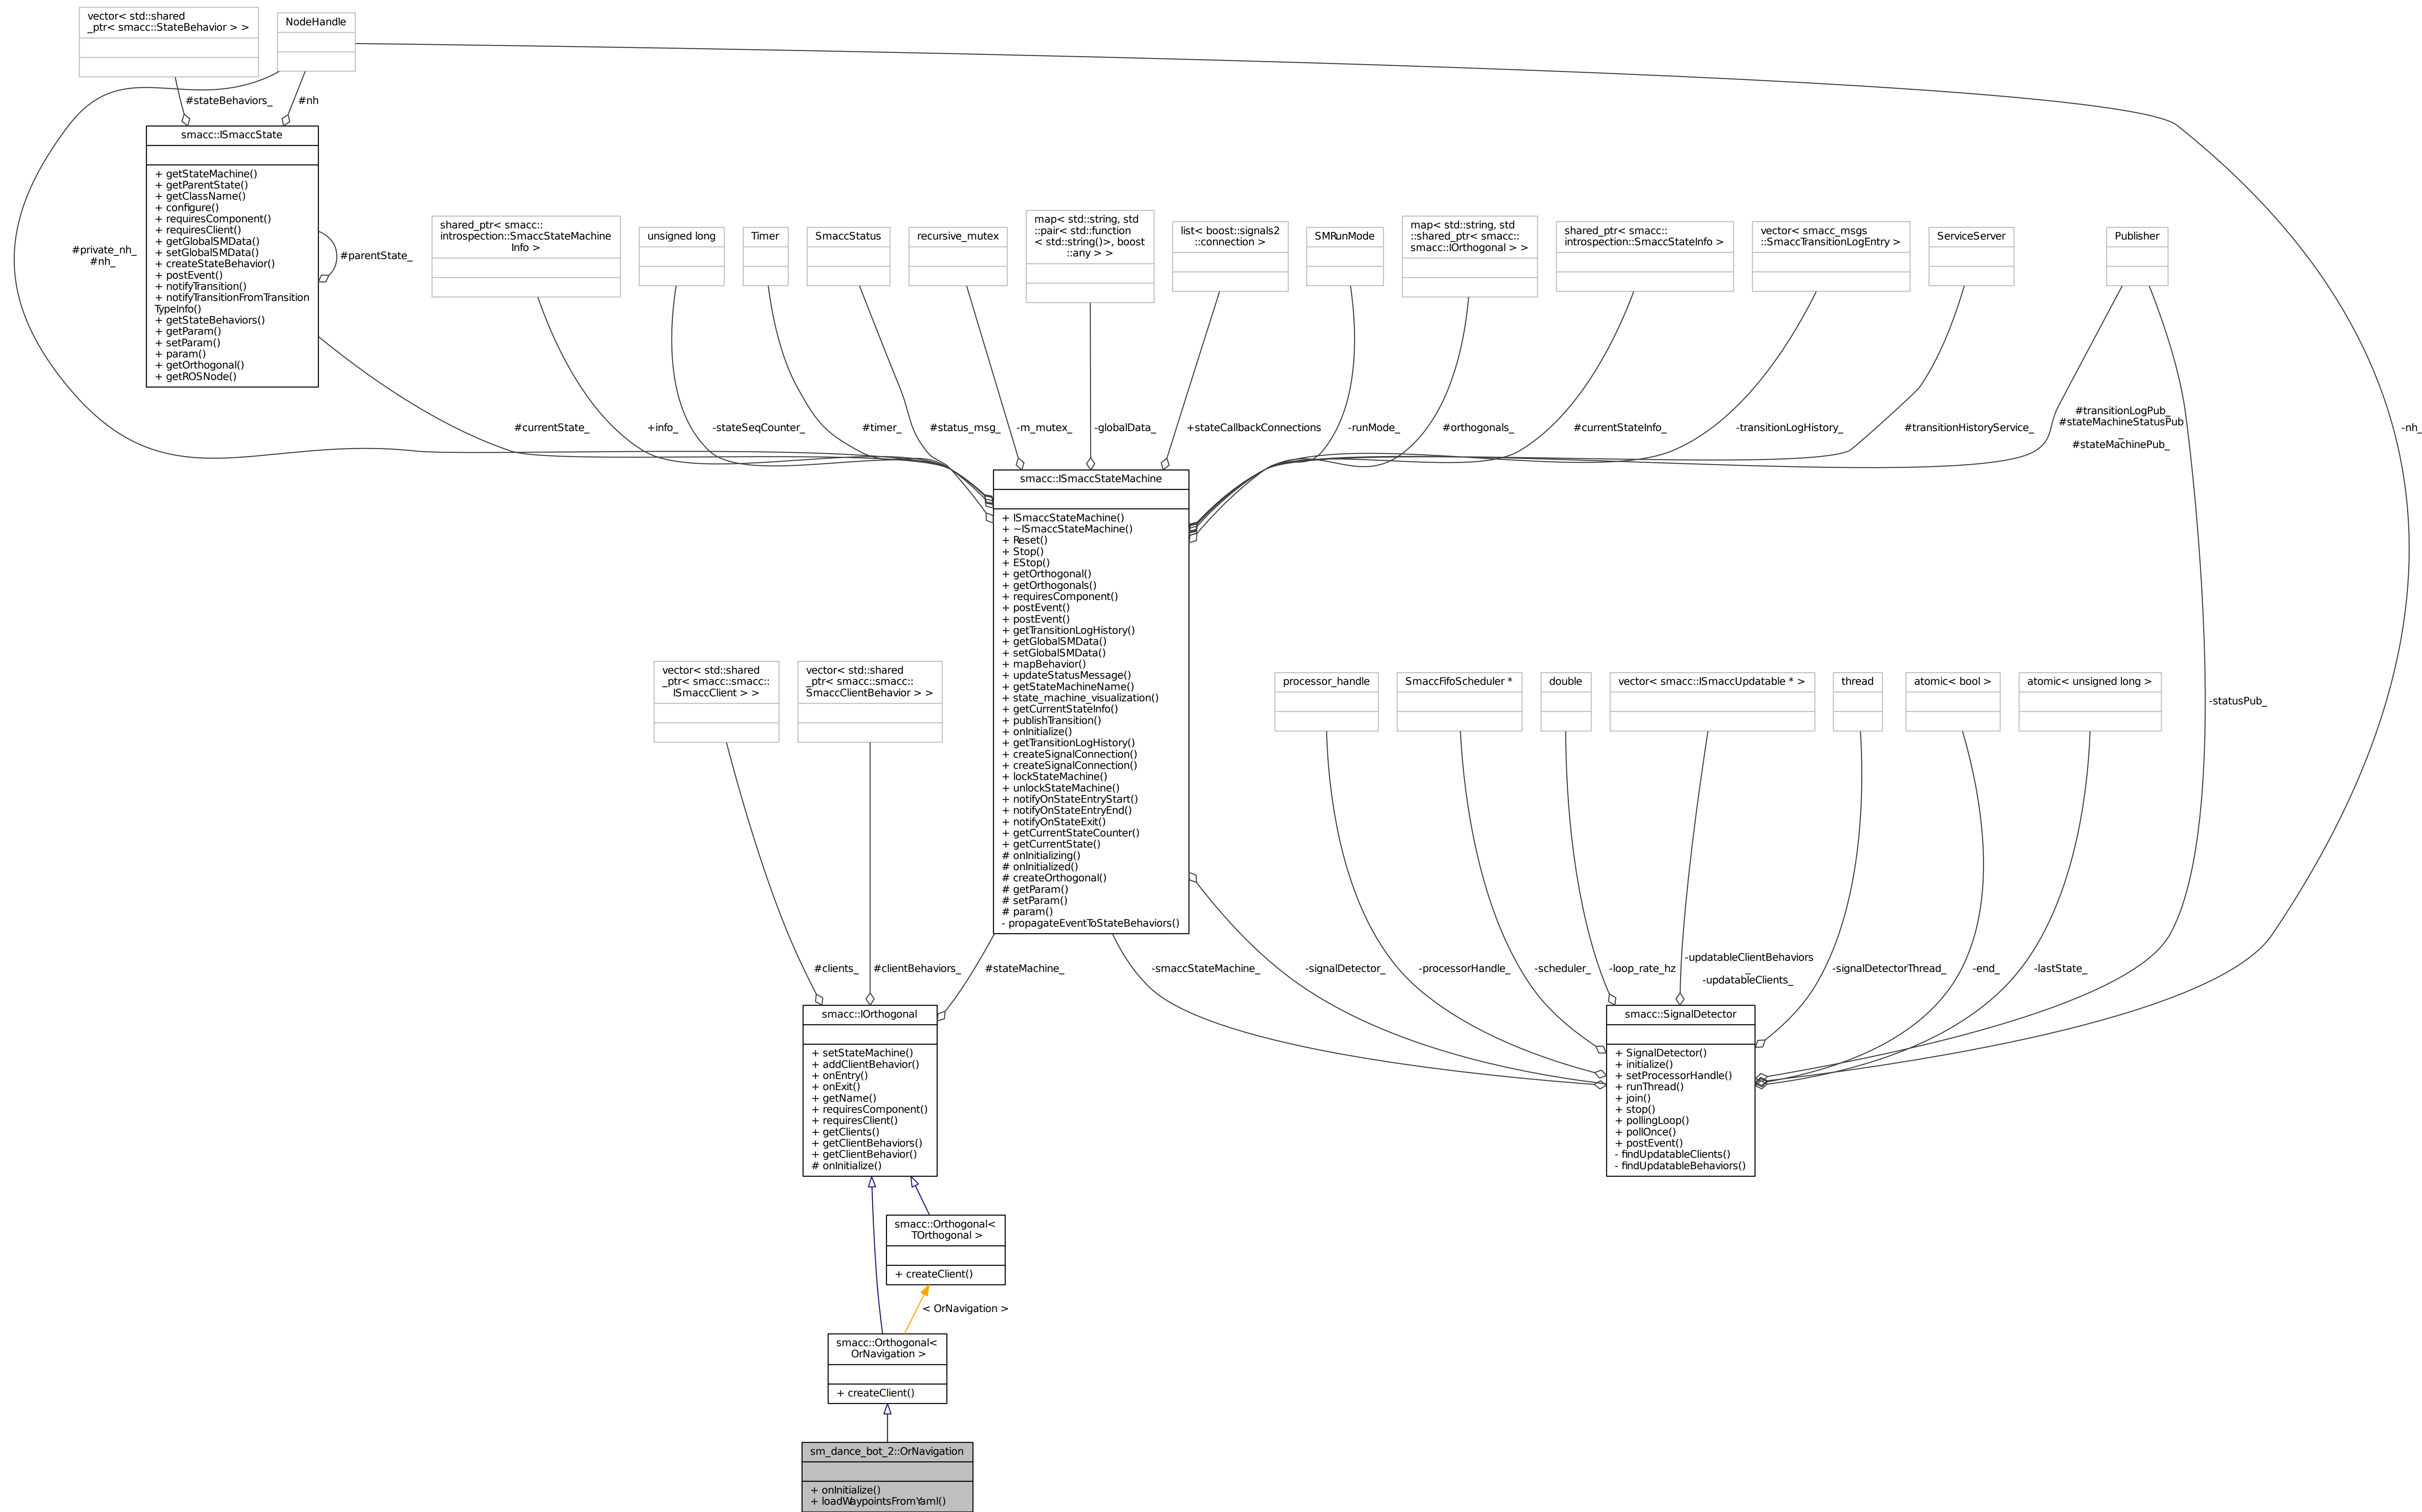 vector< std::shared
_ptr< smacc::StateBehavior > >
NodeHandle
#stateBehaviors_
#nh
smacc::ISmaccState
+ getStateMachine()
+ getParentState()
+ getClassName()
+ configure()
+ requiresComponent()
+ requiresClient()
+ getGlobalSMData()
+ setGlobalSMData()
+ createStateBehavior()
+ postEvent()
+ notifyTransition()
+ notifyTransitionFromTransition
TypeInfo()
+ getStateBehaviors()
+ getParam()
+ setParam()
+ param()
+ getOrthogonal()
+ getROSNode()
#private_nh_
#nh_
#parentState_
shared_ptr< smacc::
introspection::SmaccStateMachine
Info >
unsigned long
Timer
SmaccStatus
recursive_mutex
map< std::string, std
::pair< std::function
< std::string()>, boost
::any > >
list< boost::signals2
::connection >
SMRunMode
map< std::string, std
::shared_ptr< smacc::
smacc::IOrthogonal > >
shared_ptr< smacc::
introspection::SmaccStateInfo >
vector< smacc_msgs
::SmaccTransitionLogEntry >
ServiceServer
Publisher
#currentState_
+info_
-stateSeqCounter_
#timer_
#status_msg_
-m_mutex_
-globalData_
+stateCallbackConnections
-runMode_
#orthogonals_
#currentStateInfo_
-transitionLogHistory_
#transitionHistoryService_
#transitionLogPub_
#stateMachineStatusPub
_
#stateMachinePub_
-nh_
smacc::ISmaccStateMachine
+ ISmaccStateMachine()
+ ~ISmaccStateMachine()
+ Reset()
+ Stop()
+ EStop()
+ getOrthogonal()
+ getOrthogonals()
+ requiresComponent()
+ postEvent()
+ postEvent()
+ getTransitionLogHistory()
+ getGlobalSMData()
+ setGlobalSMData()
+ mapBehavior()
+ updateStatusMessage()
+ getStateMachineName()
+ state_machine_visualization()
+ getCurrentStateInfo()
+ publishTransition()
+ onInitialize()
+ getTransitionLogHistory()
+ createSignalConnection()
+ createSignalConnection()
+ lockStateMachine()
+ unlockStateMachine()
+ notifyOnStateEntryStart()
+ notifyOnStateEntryEnd()
+ notifyOnStateExit()
+ getCurrentStateCounter()
+ getCurrentState()
# onInitializing()
# onInitialized()
# createOrthogonal()
# getParam()
# setParam()
# param()
- propagateEventToStateBehaviors()
vector< std::shared
_ptr< smacc::smacc::
ISmaccClient > >
vector< std::shared
_ptr< smacc::smacc::
SmaccClientBehavior > >
processor_handle
SmaccFifoScheduler *
double
vector< smacc::ISmaccUpdatable * >
thread
atomic< bool >
atomic< unsigned long >
-statusPub_
#clients_
#clientBehaviors_
#stateMachine_
-smaccStateMachine_
-signalDetector_
-processorHandle_
-scheduler_
-loop_rate_hz
-updatableClientBehaviors
_
-updatableClients_
-signalDetectorThread_
-end_
-lastState_
smacc::IOrthogonal
+ setStateMachine()
+ addClientBehavior()
+ onEntry()
+ onExit()
+ getName()
+ requiresComponent()
+ requiresClient()
+ getClients()
+ getClientBehaviors()
+ getClientBehavior()
# onInitialize()
smacc::SignalDetector
+ SignalDetector()
+ initialize()
+ setProcessorHandle()
+ runThread()
+ join()
+ stop()
+ pollingLoop()
+ pollOnce()
+ postEvent()
- findUpdatableClients()
- findUpdatableBehaviors()
smacc::Orthogonal<
TOrthogonal >
+ createClient()
< OrNavigation >
smacc::Orthogonal<
OrNavigation >
+ createClient()
sm_dance_bot_2::OrNavigation
+ onInitialize()
+ loadWaypointsFromYaml()